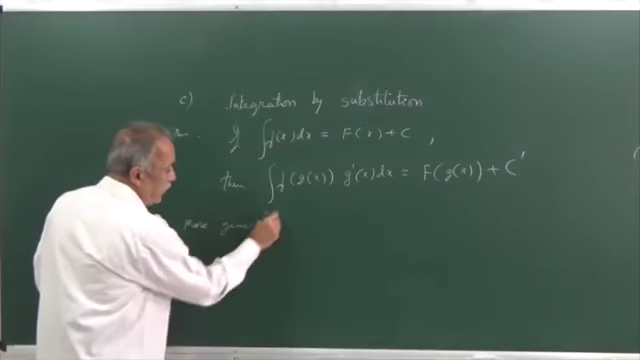 c) Integration by substitution
If ∫f(x)dx = F(x)+C ,
then ∫f(g(x)) g'(x)dx = F(g(x)) + C'
More